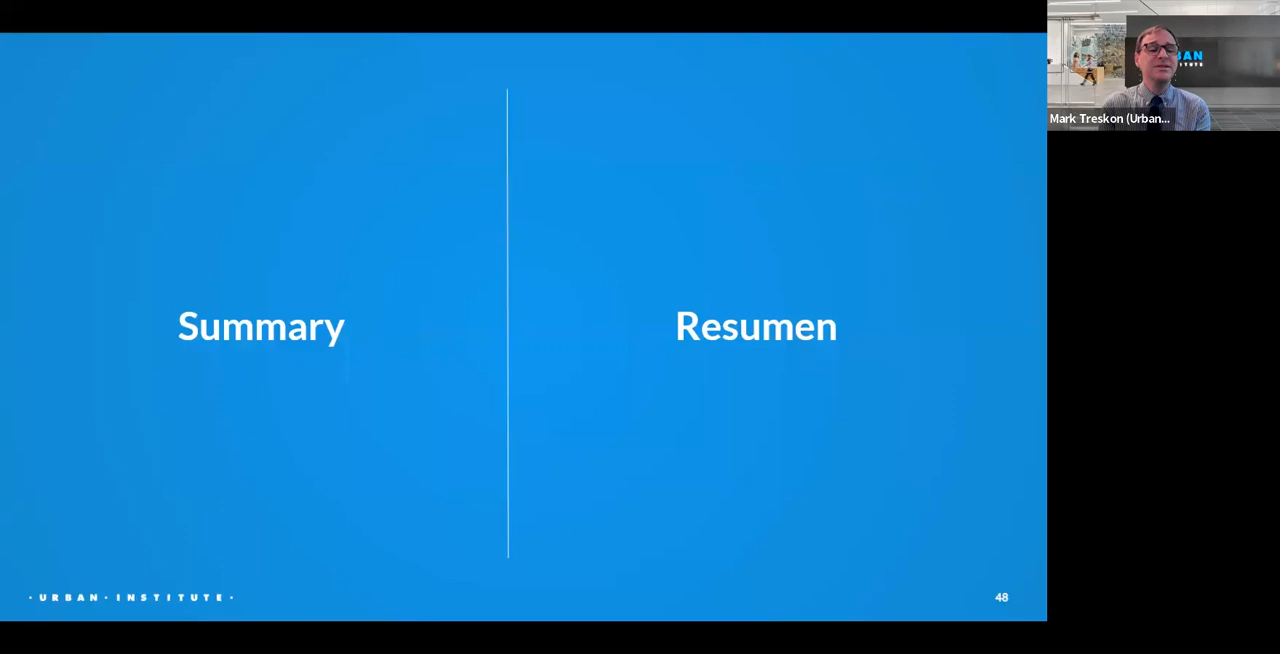 Summary
Resumen
· URBAN · INSTITUTE ·
48
Mark Treskon (Urban...